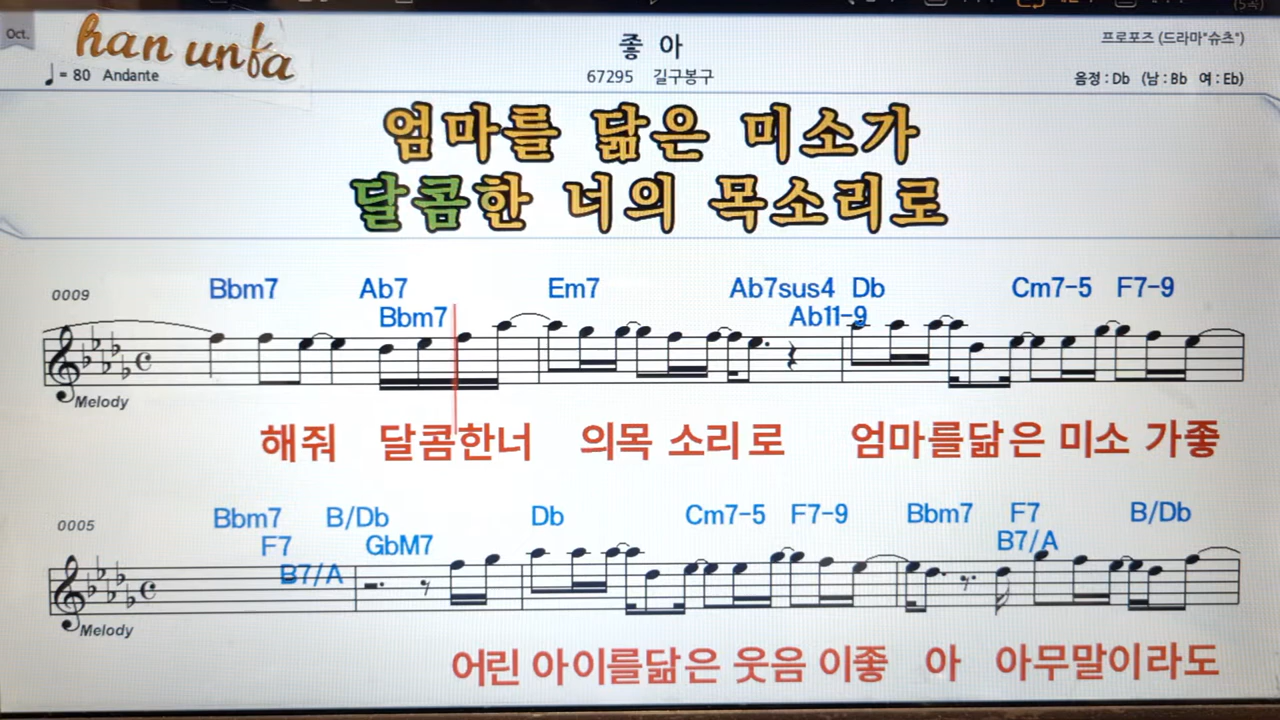 (5곡)
Oct.
han unfa
좋 아
프로포즈 (드라마"슈츠")
♩= 80 Andante
67295 길구봉구
음정 : Db (남 : Bb 여 : Eb)
엄마를 닮은 미소가
달콤한 너의 목소리로
0009
Bbm7 Ab7 Em7 Ab7sus4 Db Cm7-5 F7-9
Bbm7 Ab11-9
Melody
해줘 달콤한너 의목 소리 로 엄마를닮 은 미소 가좋
0005
Bbm7 B/Db Db Cm7-5 F7-9 Bbm7 F7 B/Db
F7 GbM7 B7/A
B7/A
Melody
어린 아이를닮 은 웃음 이좋 아 아무말이라도